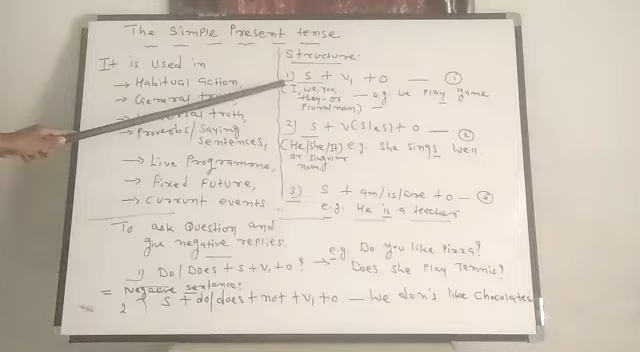 The Simple Present tense
It is used in
→ Habitual action,
→ General
truth,
→ Proverbs/Saying
sentences,
→ Live Programme,
→ Fixed Future,
→ Current events
Structure:
1) S + V1 + O — ①
(I, we, you, they - or Plural noun) — e.g. We Play game
2) S + V(s/es) + O — ②
(He/She/It) e.g. She sings well.
or singular noun)
3) S + am/is/are + O — ③
e.g. He is a teacher
To ask Question and
give negative replies.
1) Do/Does + S + V1 + O? → e.g. Do you like Pizza?
Does she Play Tennis?
= Negative sentence:
2 S + do/does + not + V1 + O. — We don's like Chocolates